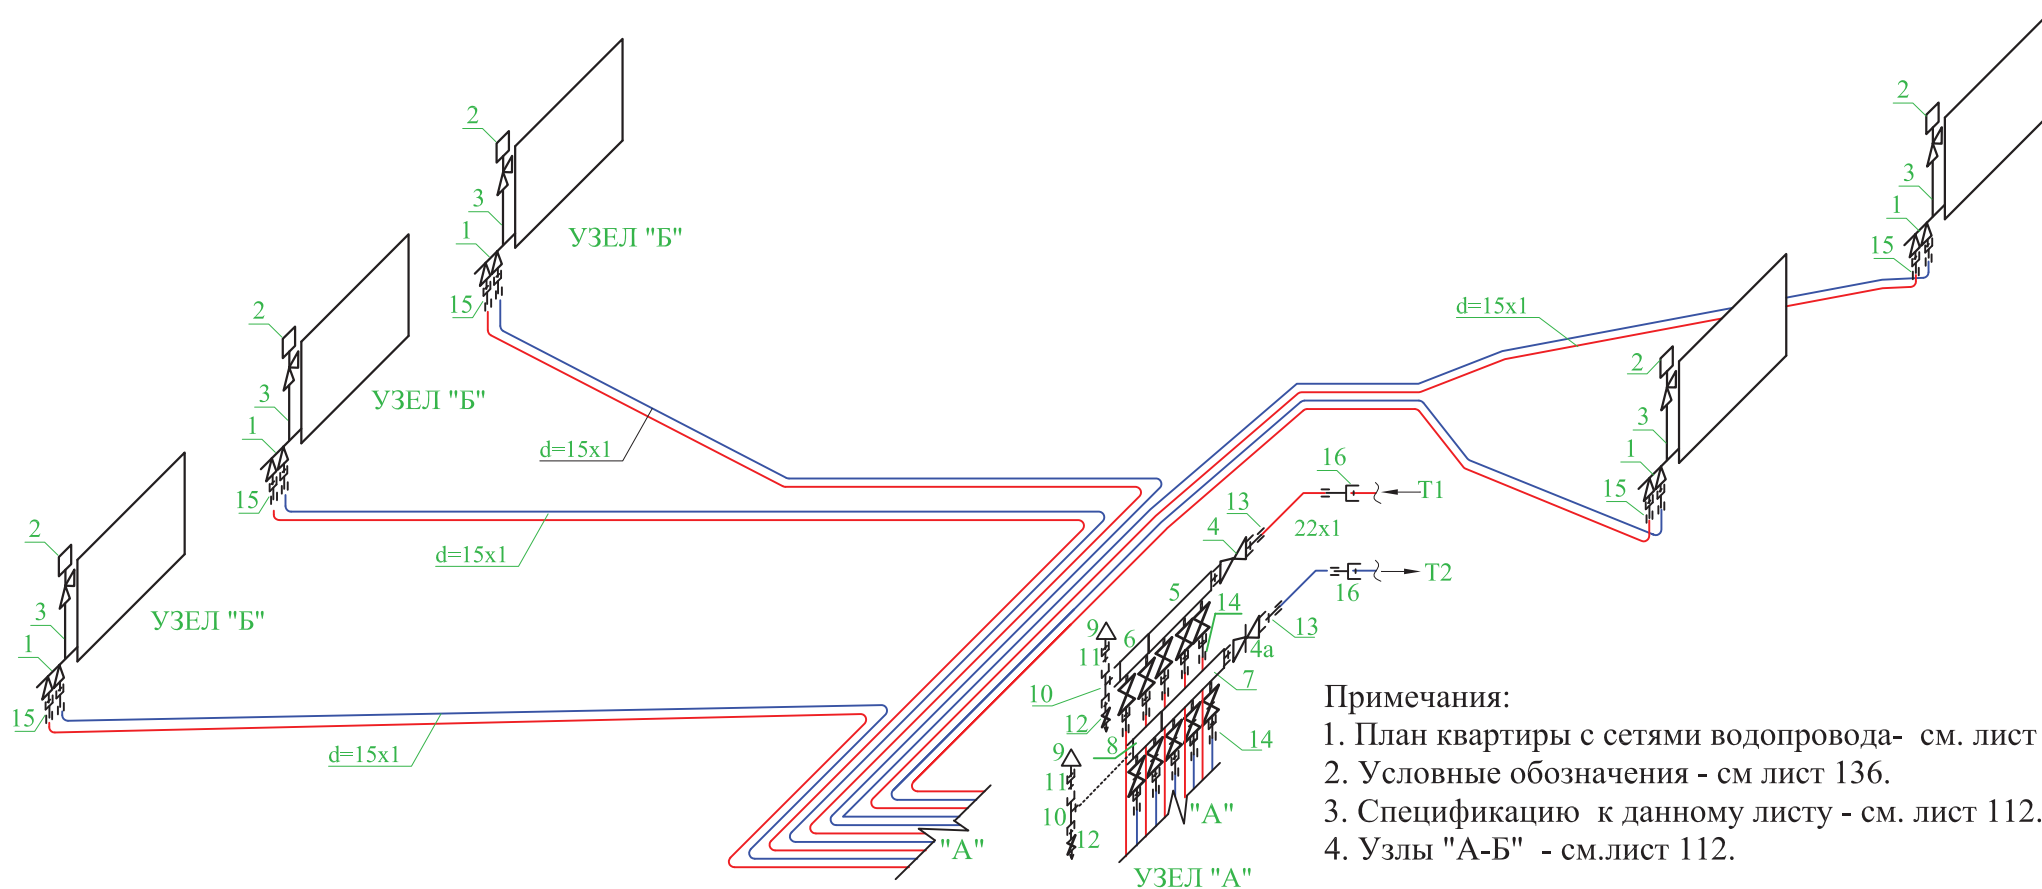 2
3
1
15
УЗЕЛ "Б"
2
3
1
15
УЗЕЛ "Б"
2
3
1
15
УЗЕЛ "Б"
d=15x1
d=15x1
d=15x1
2
3
1
15
d=15x1
2
3
1
15
16
T1
13
4
22x1
T2
16
5
14
13
4a
9
6
11
10
7
12
8
14
9
11
10
12
"A"
"A"
УЗЕЛ "А"
Примечания:
1. План квартиры с сетями водопровода- см. лист
2. Условные обозначения - см лист 136.
3. Спецификацию к данному листу - см. лист 112.
4. Узлы "А-Б" - см.лист 112.